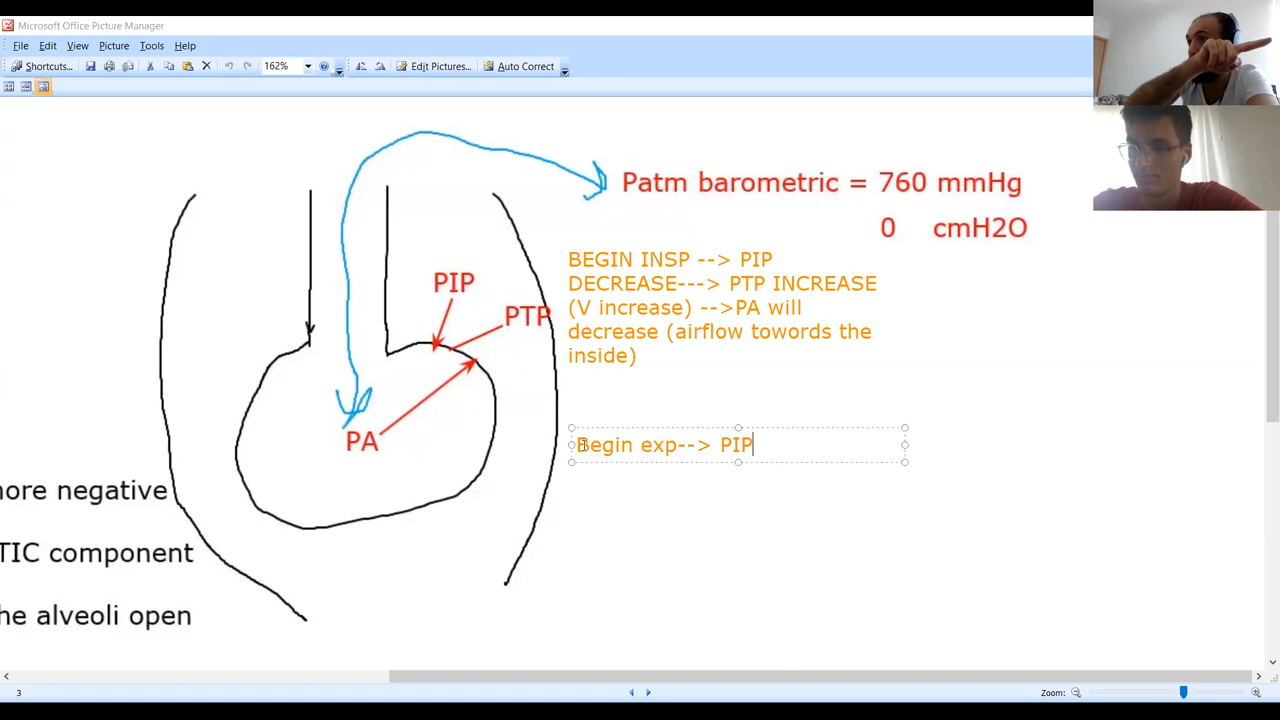 Microsoft Office Picture Manager
File Edit View Picture Tools Help
Shortcuts... 162% Edit Pictures... Auto Correct
Patm barometric = 760 mmHg
0 cmH2O
BEGIN INSP --> PIP
DECREASE---> PTP INCREASE
(V increase) -->PA will
decrease (airflow towords the
inside)
PIP
PTP
PA
Begin exp--> PIP
more negative
TIC component
he alveoli open
3 Zoom: